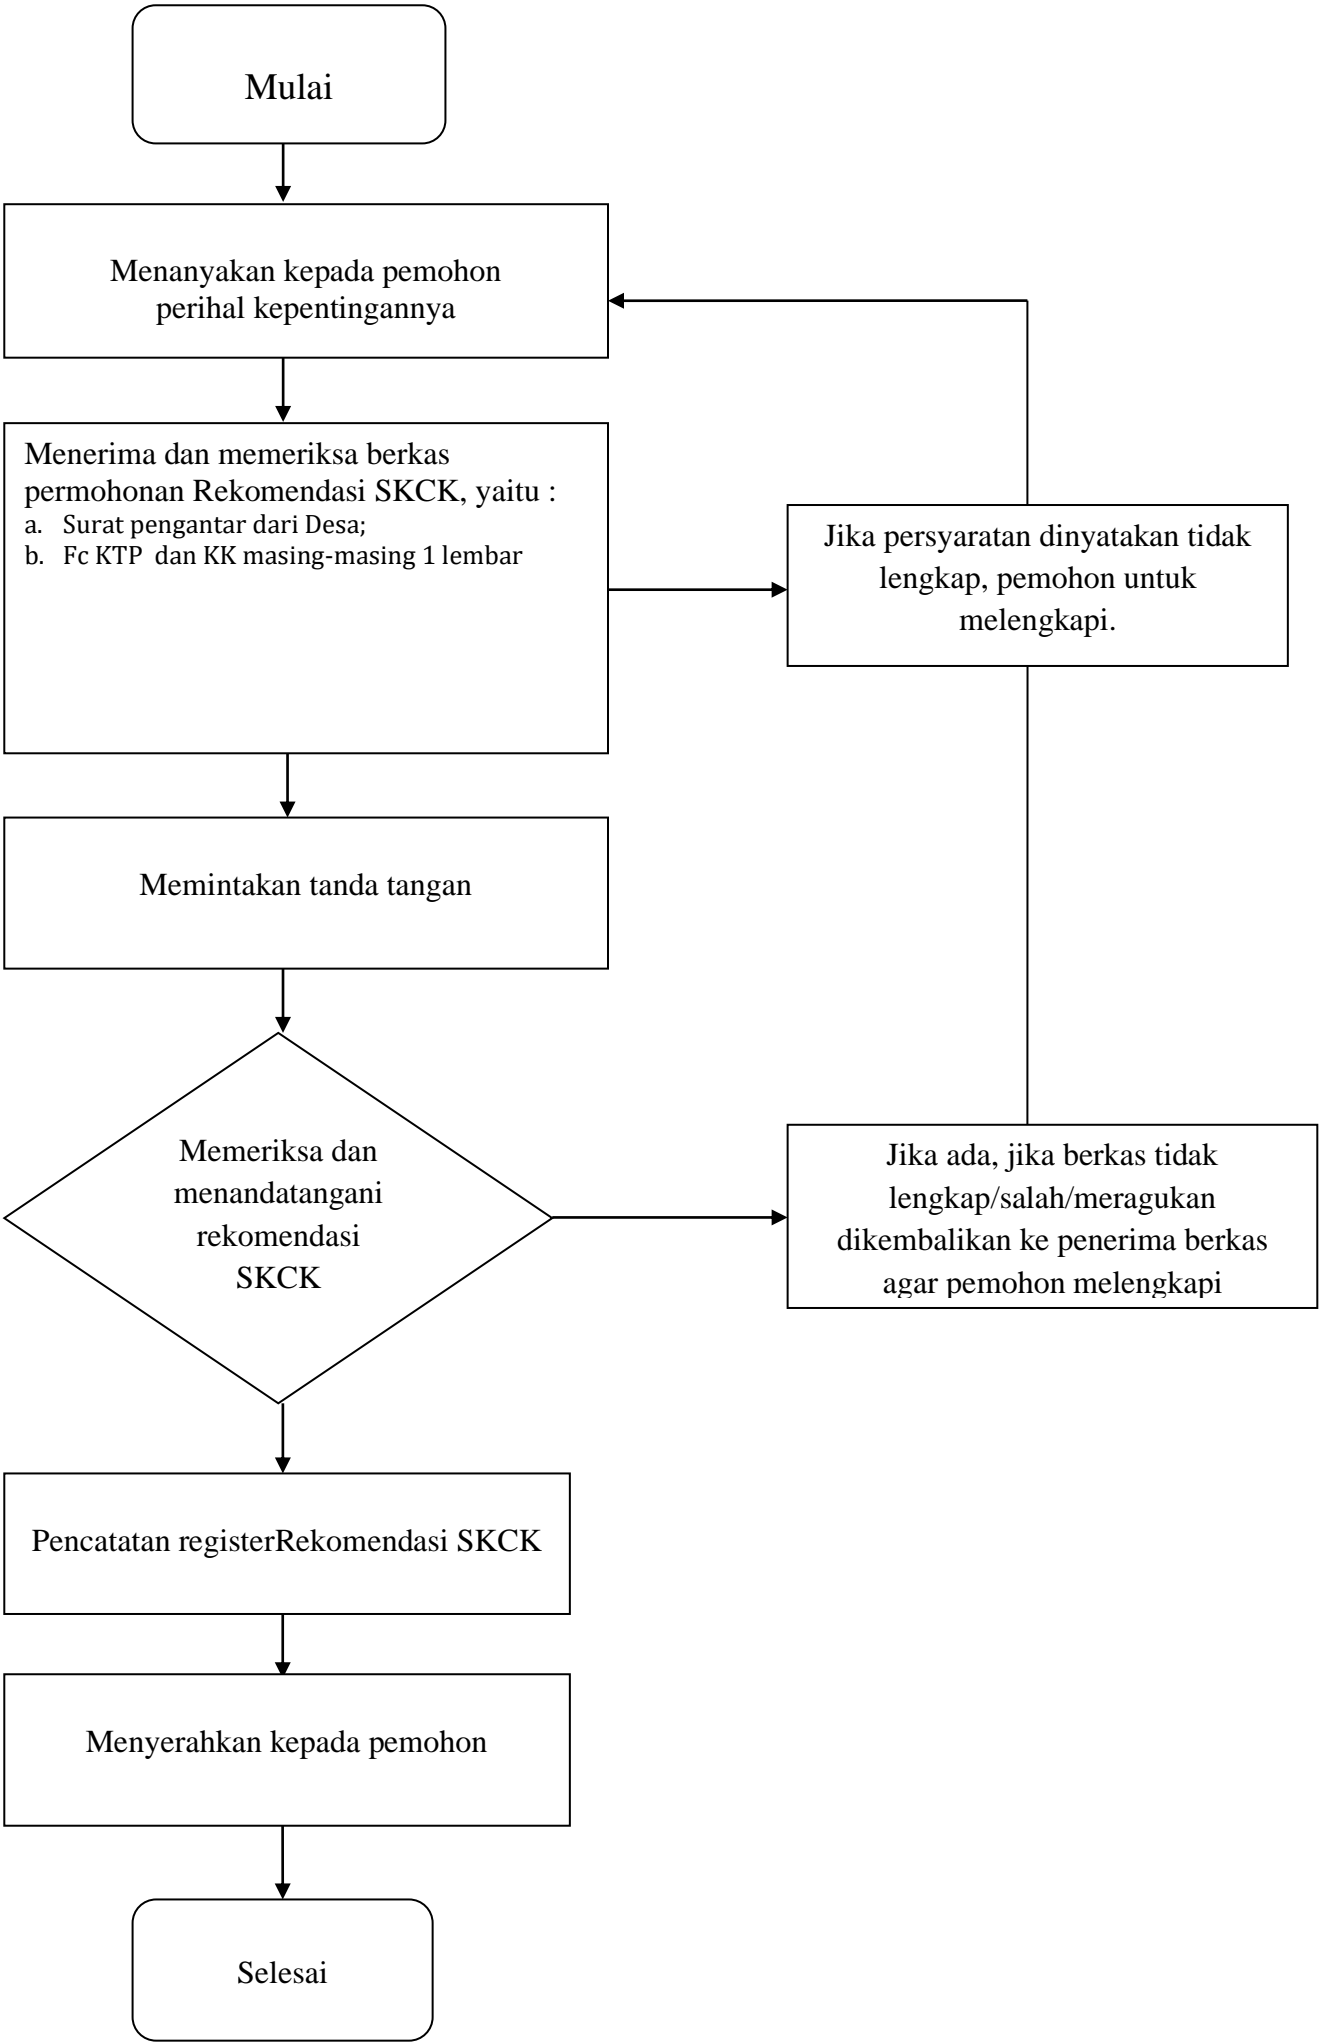 Mulai
Menanyakan kepada pemohon
perihal kepentingannya
Menerima dan memeriksa berkas
permohonan Rekomendasi SKCK, yaitu :
a. Surat pengantar dari Desa;
b. Fc KTP dan KK masing-masing 1 lembar
Jika persyaratan dinyatakan tidak
lengkap, pemohon untuk
melengkapi.
Memintakan tanda tangan
Memeriksa dan
menandatangani
rekomendasi
SKCK
Jika ada, jika berkas tidak
lengkap/salah/meragukan
dikembalikan ke penerima berkas
agar pemohon melengkapi
Pencatatan registerRekomendasi SKCK
Menyerahkan kepada pemohon
Selesai